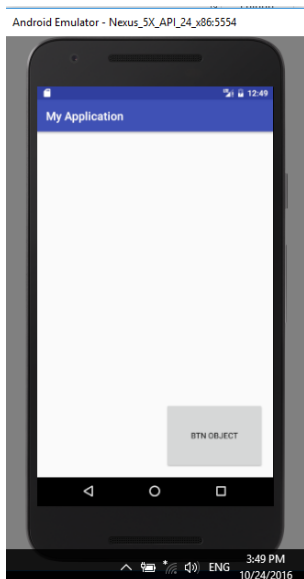 Android Emulator - Nexus_5X_API_24_x86:5554
12:49
My Application
BTN OBJECT
ENG
3:49 PM
10/24/2016